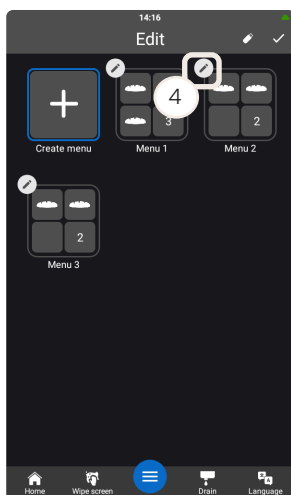 14:16
Edit
4
3
2
Create menu
Menu 1
Menu 2
2
Menu 3
Home
Wipe screen
Drain
Language